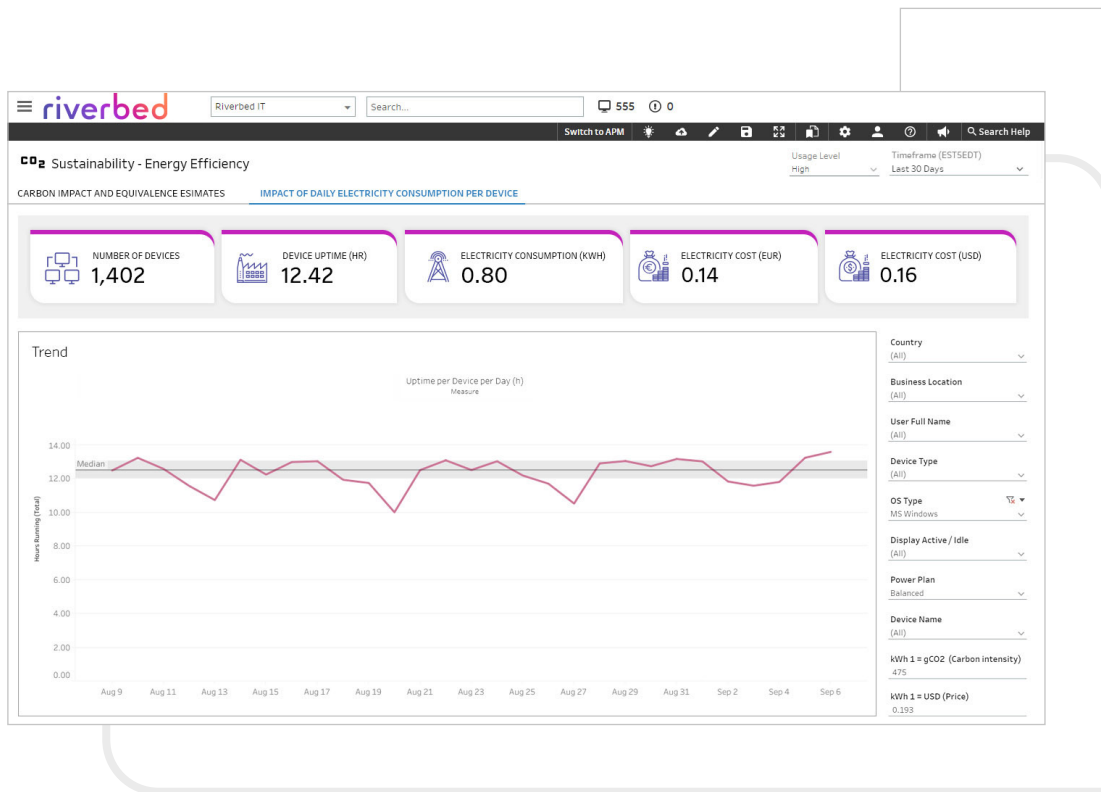 riverbed
Riverbed IT
Search...
555
0
Switch to APM
Search Help
CO2 Sustainability - Energy Efficiency
Usage Level
High
Timeframe (EST5EDT)
Last 30 Days
CARBON IMPACT AND EQUIVALENCE ESIMATES
IMPACT OF DAILY ELECTRICITY CONSUMPTION PER DEVICE
NUMBER OF DEVICES
1,402
DEVICE UPTIME (HR)
12.42
ELECTRICITY CONSUMPTION (KWH)
0.80
ELECTRICITY COST (EUR)
0.14
ELECTRICITY COST (USD)
0.16
Trend
Uptime per Device per Day (h)
Measure
Hours Running (Total)
14.00
Median
12.00
10.00
8.00
6.00
4.00
2.00
0.00
Aug 9 Aug 11 Aug 13 Aug 15 Aug 17 Aug 19 Aug 21 Aug 23 Aug 25 Aug 27 Aug 29 Aug 31 Sep 2 Sep 4 Sep 6
Country
(All)
Business Location
(All)
User Full Name
(All)
Device Type
(All)
OS Type
MS Windows
Display Active / Idle
(All)
Power Plan
Balanced
Device Name
(All)
kWh 1 = gCO2 (Carbon intensity)
475
kWh 1 = USD (Price)
0.193